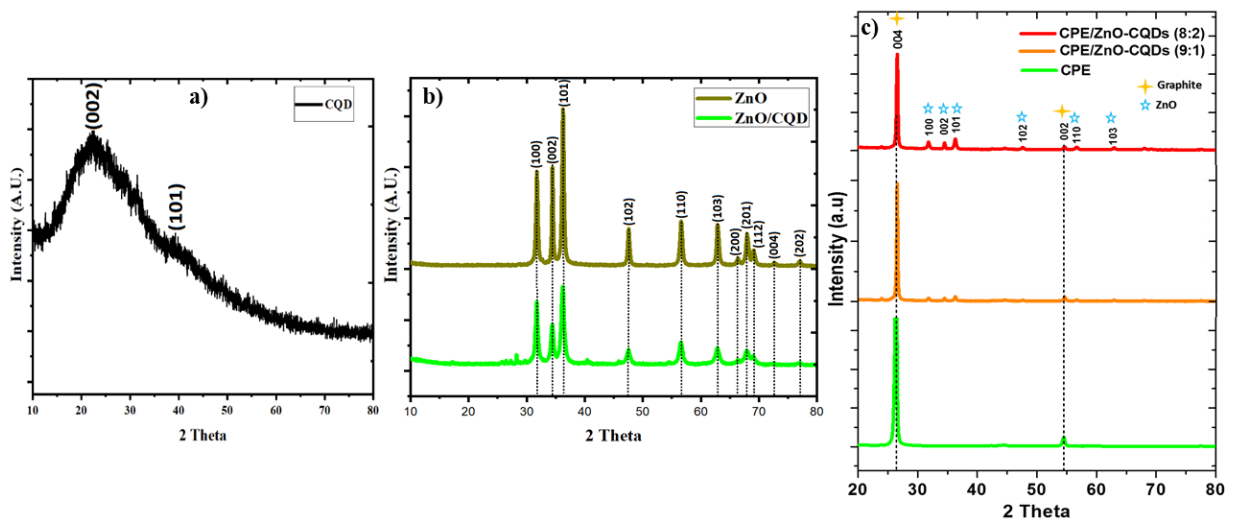 a)
CQD
(002)
(101)
Intensity (A.U.)
10 20 30 40 50 60 70 80
2 Theta
b)
ZnO
ZnO/CQD
(100)
(002)
(101)
(102)
(110)
(103)
(200)
(201)
(112)
(004)
(202)
Intensity (A.U.)
10 20 30 40 50 60 70 80
2 Theta
c)
CPE/ZnO-CQDs (8:2)
CPE/ZnO-CQDs (9:1)
CPE
Graphite
ZnO
004
100
002
101
102
002
110
103
Intensity (a.u)
20 30 40 50 60 70 80
2 Theta